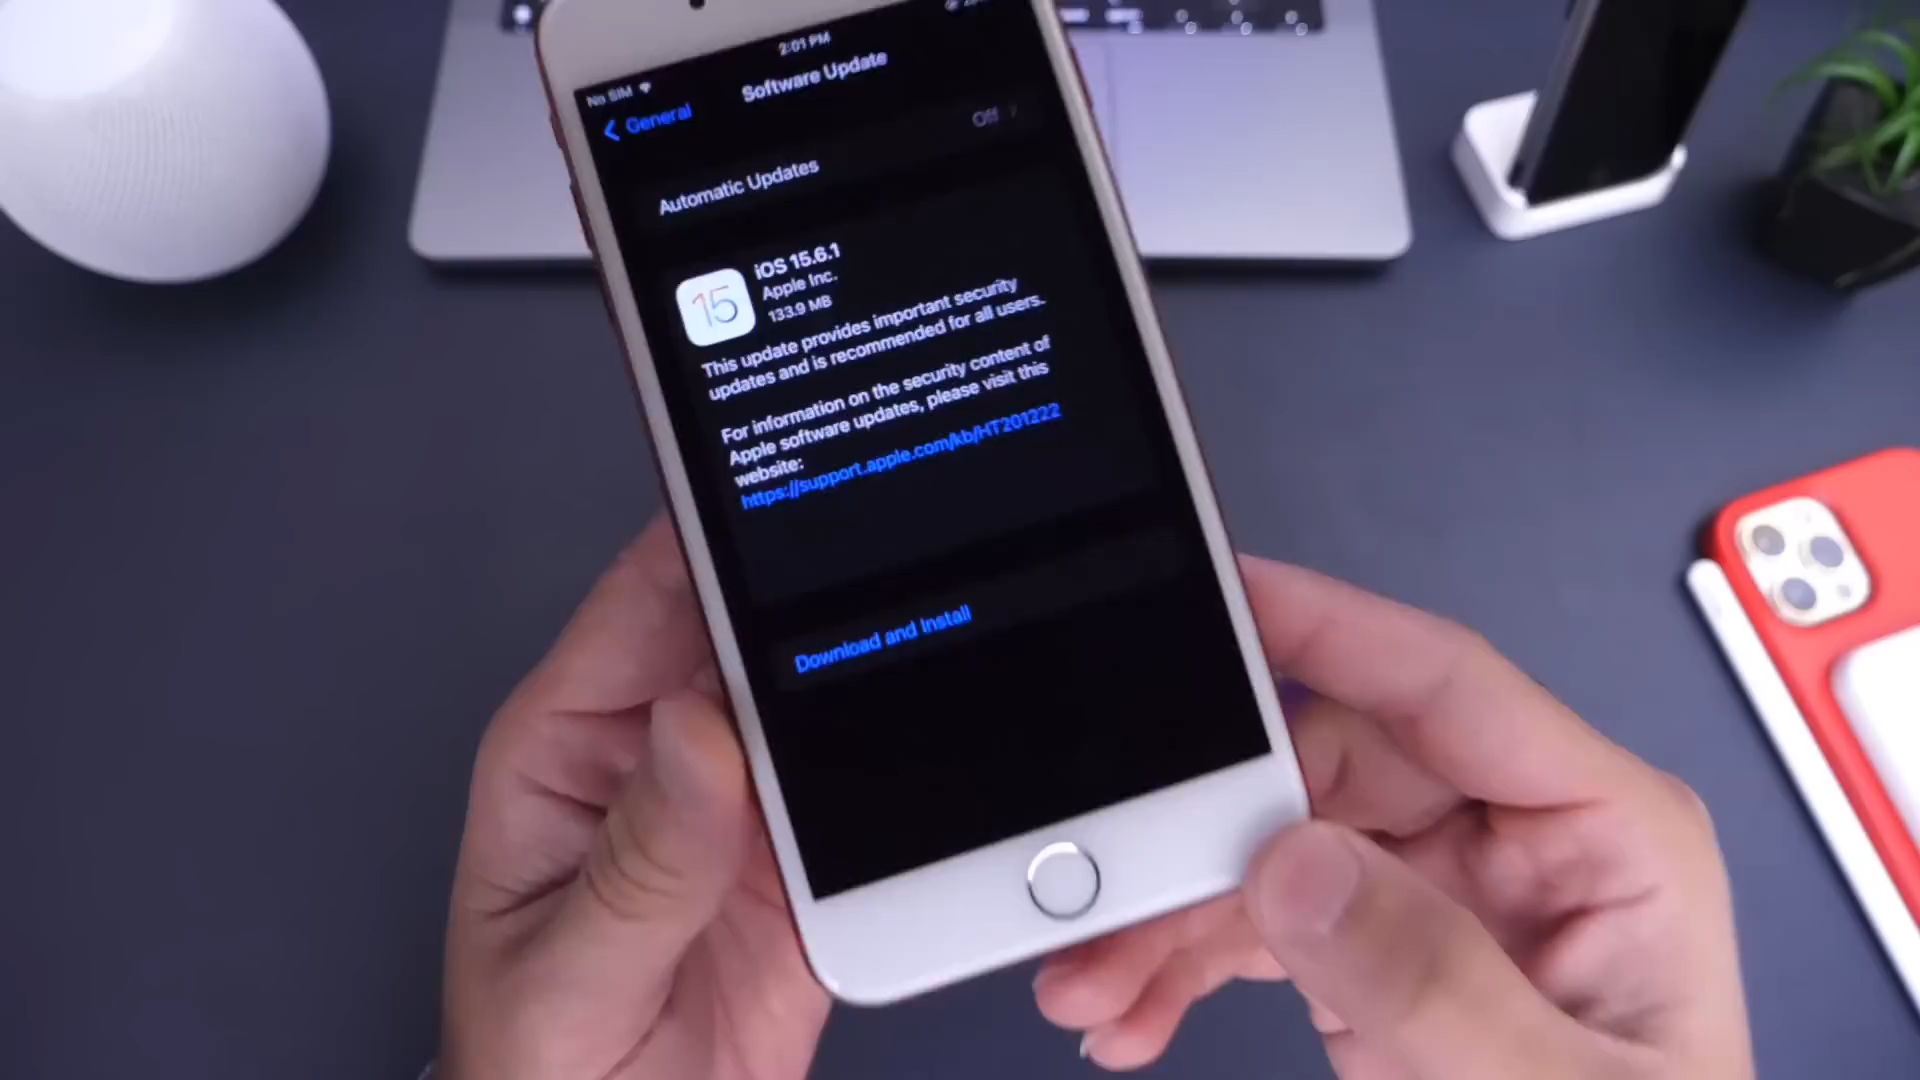 2:01 PM
No SIM
General
Software Update
Automatic Updates
Off
15
iOS 15.6.1
Apple Inc.
133.9 MB
This update provides important security
updates and is recommended for all users.
For information on the security content of
Apple software updates, please visit this
website:
https://support.apple.com/kb/HT201222
Download and Install